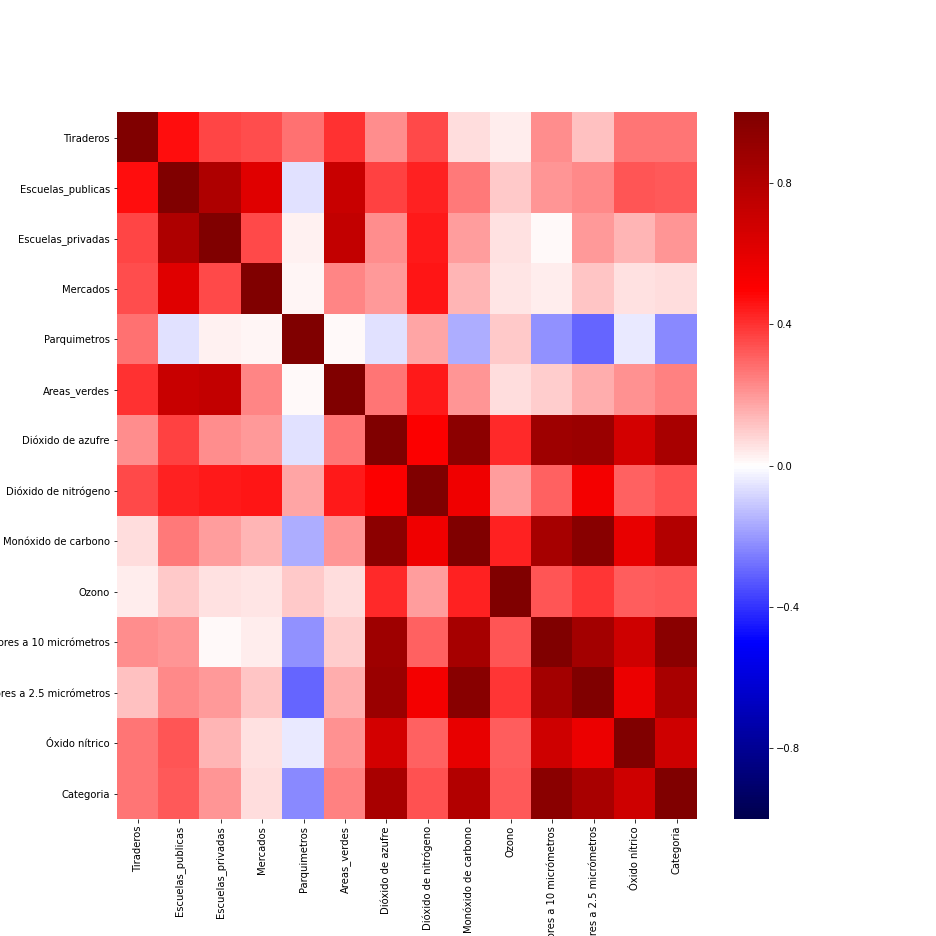 Tiraderos
Escuelas_publicas
Escuelas_privadas
Mercados
Parquimetros
Areas_verdes
Dióxido de azufre
Dióxido de nitrógeno
Monóxido de carbono
Ozono
ores a 10 micrómetros
ores a 2.5 micrómetros
Óxido nítrico
Categoria
Tiraderos
Escuelas_publicas
Escuelas_privadas
Mercados
Parquimetros
Areas_verdes
Dióxido de azufre
Dióxido de nitrógeno
Monóxido de carbono
Ozono
ores a 10 micrómetros
res a 2.5 micrómetros
Óxido nítrico
Categoria
0.8
0.4
0.0
−0.4
−0.8